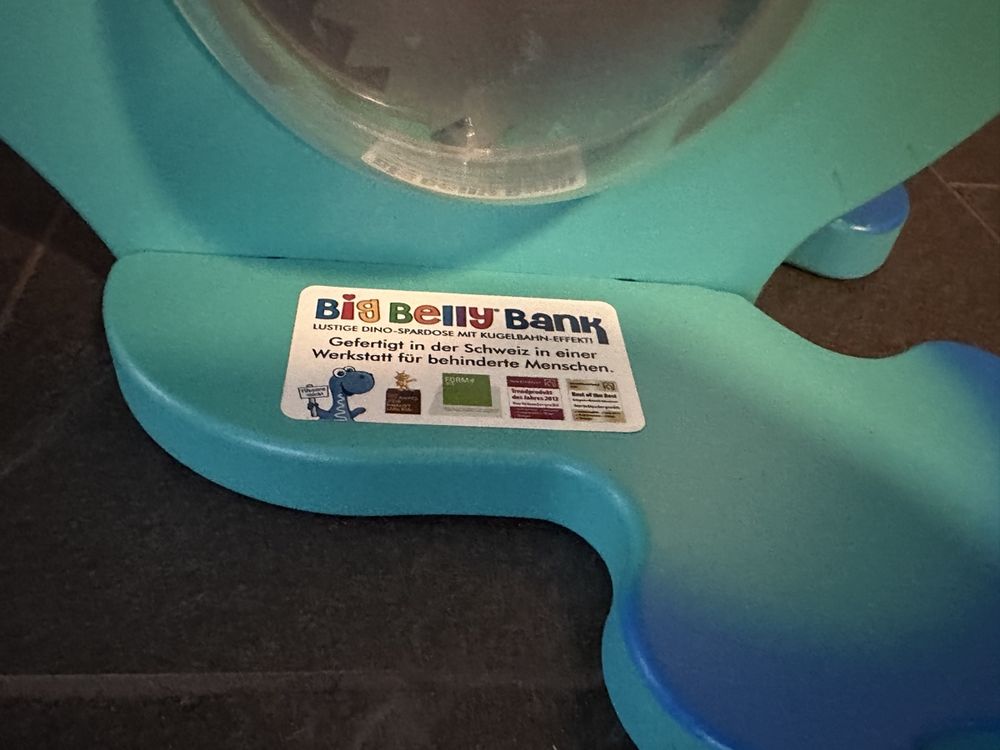 Big Belly Bank
LUSTIGE DINO-SPARDOSE MIT KUGELBAHN-EFFEKT!
Gefertigt in der Schweiz in einer
Werkstatt für behinderte Menschen.
FORM#
Trendprodukt
des Jahres 2012
Best of the Best